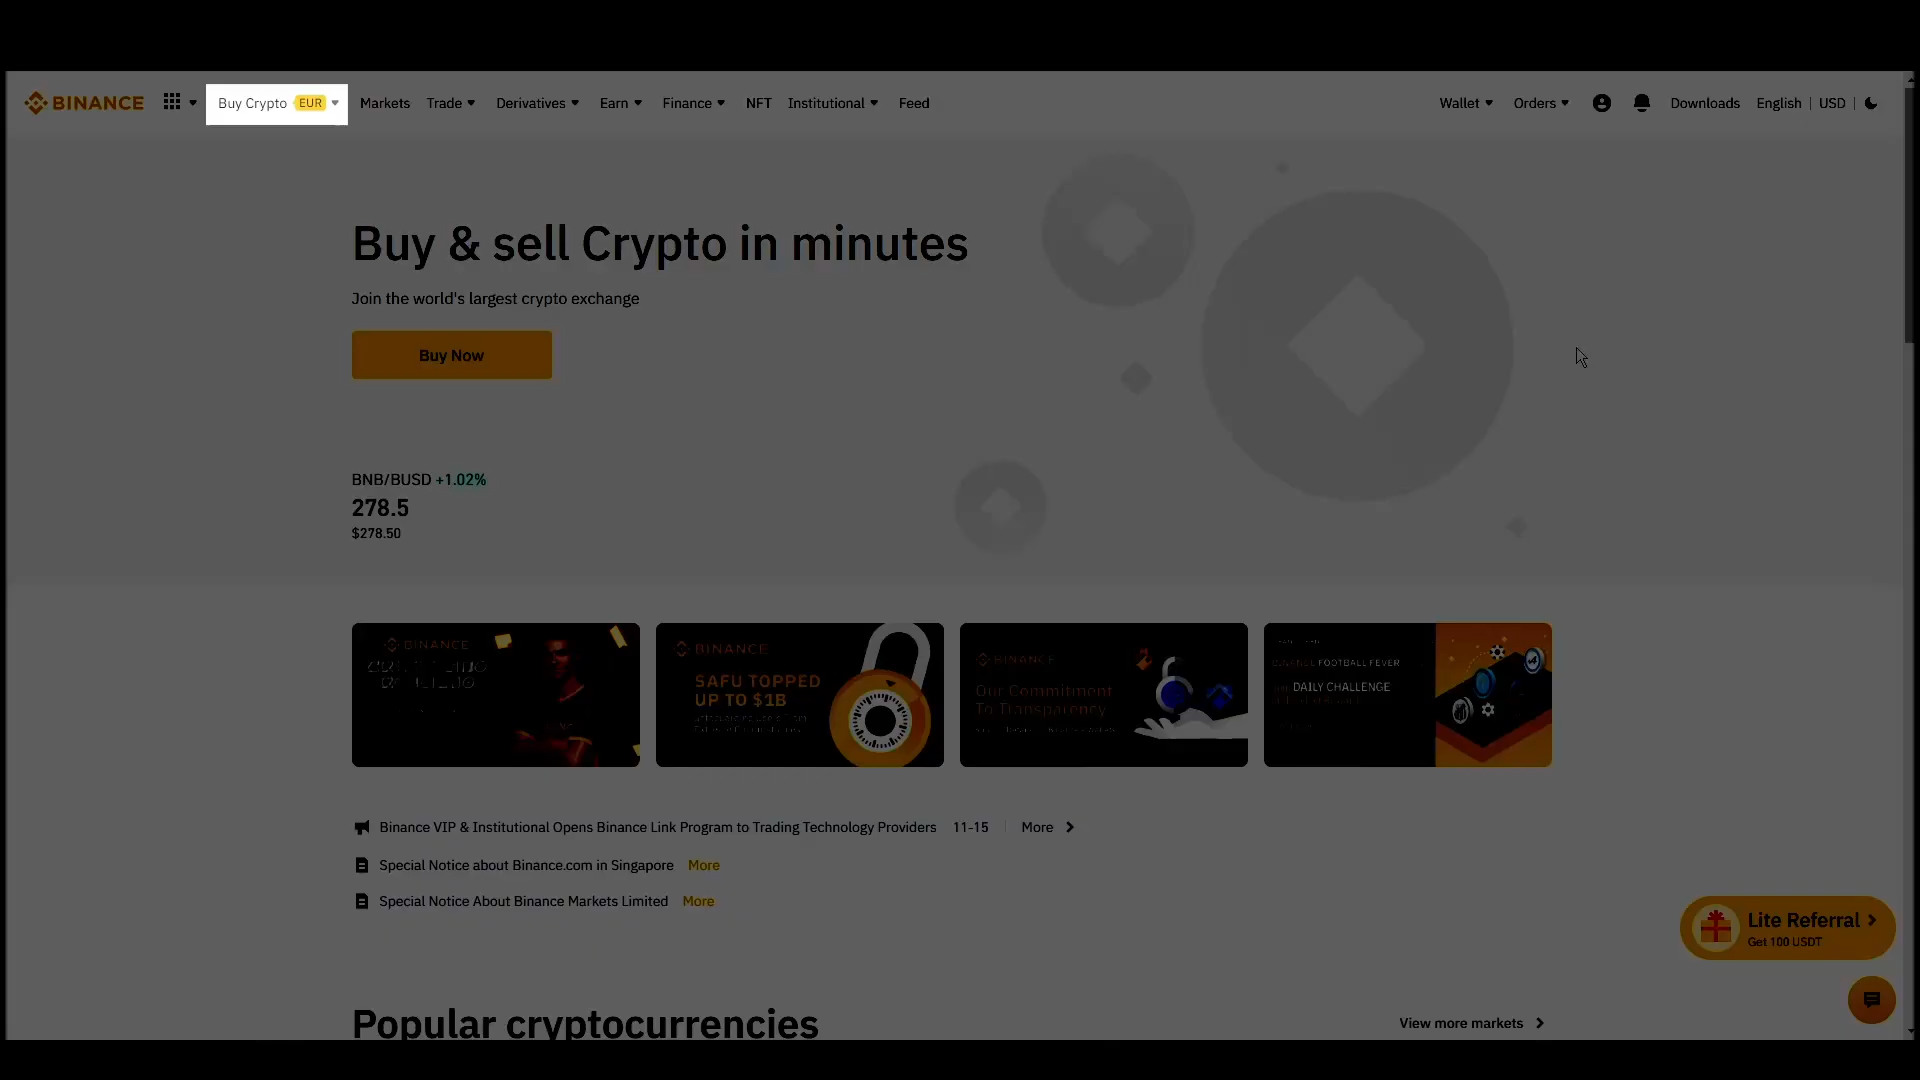 BINANCE
Buy Crypto EUR
Markets
Trade
Derivatives
Earn
Finance
NFT
Institutional
Feed
Wallet
Orders
Downloads
English | USD
Buy & sell Crypto in minutes
Join the world's largest crypto exchange
Buy Now
BNB/BUSD +1.02%
278.5
$278.50
BINANCE
BINANCE
SAFU TOPPED
UP TO $1B
BINANCE
Our Commitment
To Transparency
FOOTBALL FEVER
DAILY CHALLENGE
Binance VIP & Institutional Opens Binance Link Program to Trading Technology Providers 11-15 More
Special Notice about Binance.com in Singapore More
Special Notice About Binance Markets Limited More
Lite Referral
Get 100 USDT
Popular cryptocurrencies
View more markets